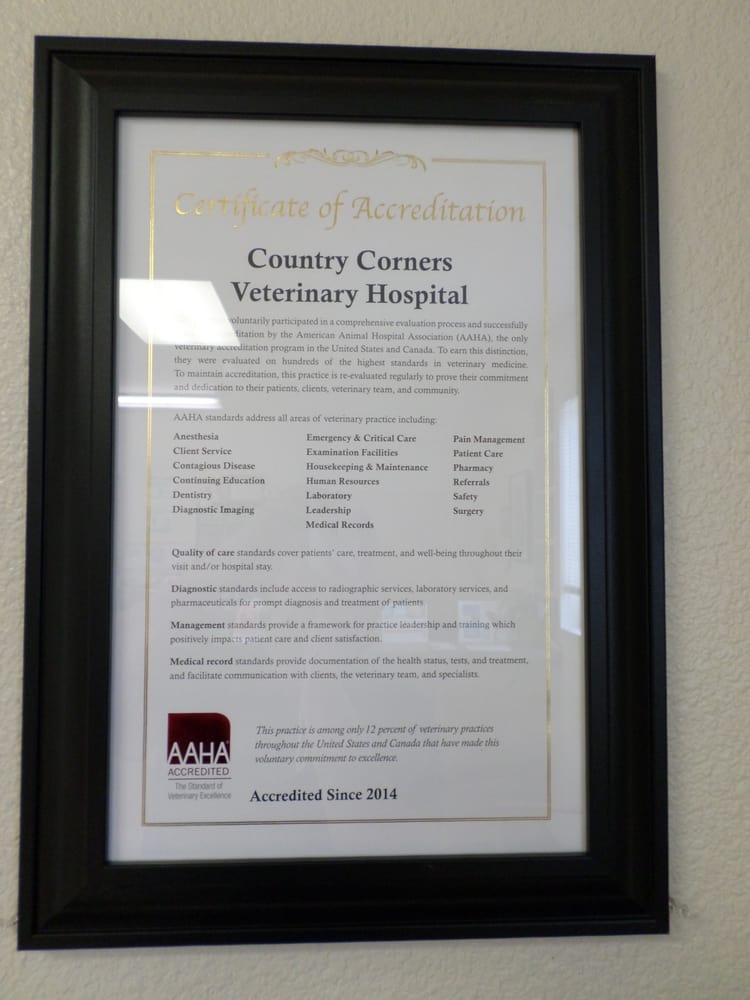 Certificate of Accreditation
Country Corners
Veterinary Hospital
voluntarily participated in a comprehensive evaluation process and successfully
by the American Animal Hospital Association (AAHA), the only
veterinary accreditation program in the United States and Canada. To earn this distinction,
they were evaluated on hundreds of the highest standards in veterinary medicine.
To maintain accreditation, this practice is re-evaluated regularly to prove their commitment
and dedication to their patients, clients, veterinary team, and community.
AAHA standards address all areas of veterinary practice including:
Anesthesia
Client Service
Contagious Disease
Continuing Education
Dentistry
Diagnostic Imaging
Emergency & Critical Care
Examination Facilities
Housekeeping & Maintenance
Human Resources
Laboratory
Leadership
Medical Records
Pain Management
Patient Care
Pharmacy
Referrals
Safety
Surgery
Quality of care standards cover patients' care, treatment, and well-being throughout their
visit and/or hospital stay.
Diagnostic standards include access to radiographic services, laboratory services, and
pharmaceuticals for prompt diagnosis and treatment of patients
Management standards provide a framework for practice leadership and training which
positively impacts patient care and client satisfaction.
Medical record standards provide documentation of the health status, tests, and treatment,
and facilitate communication with clients, the veterinary team, and specialists.
AAHA
ACCREDITED
The Standard of
Veterinary Excellence
This practice is among only 12 percent of veterinary practices
throughout the United States and Canada that have made this
voluntary commitment to excellence.
Accredited Since 2014